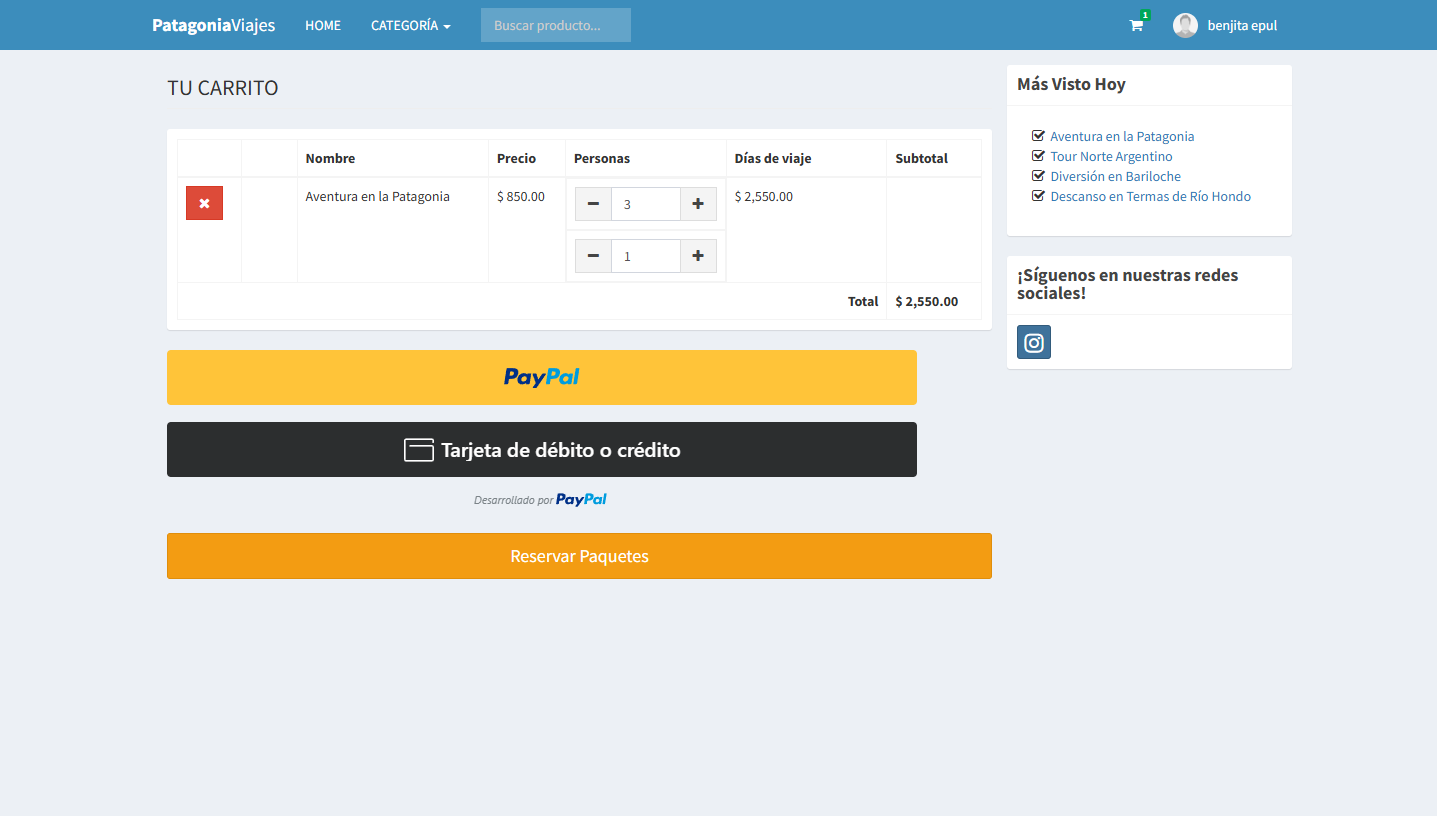 PatagoniaViajes HOME CATEGORÍA Buscar producto... 1 benjita epul
TU CARRITO
Nombre Precio Personas Días de viaje Subtotal
Aventura en la Patagonia $ 850.00 3 $ 2,550.00
1
Total $ 2,550.00
PayPal
Tarjeta de débito o crédito
Desarrollado por PayPal
Reservar Paquetes
Más Visto Hoy
Aventura en la Patagonia
Tour Norte Argentino
Diversión en Bariloche
Descanso en Termas de Río Hondo
¡Síguenos en nuestras redes
sociales!